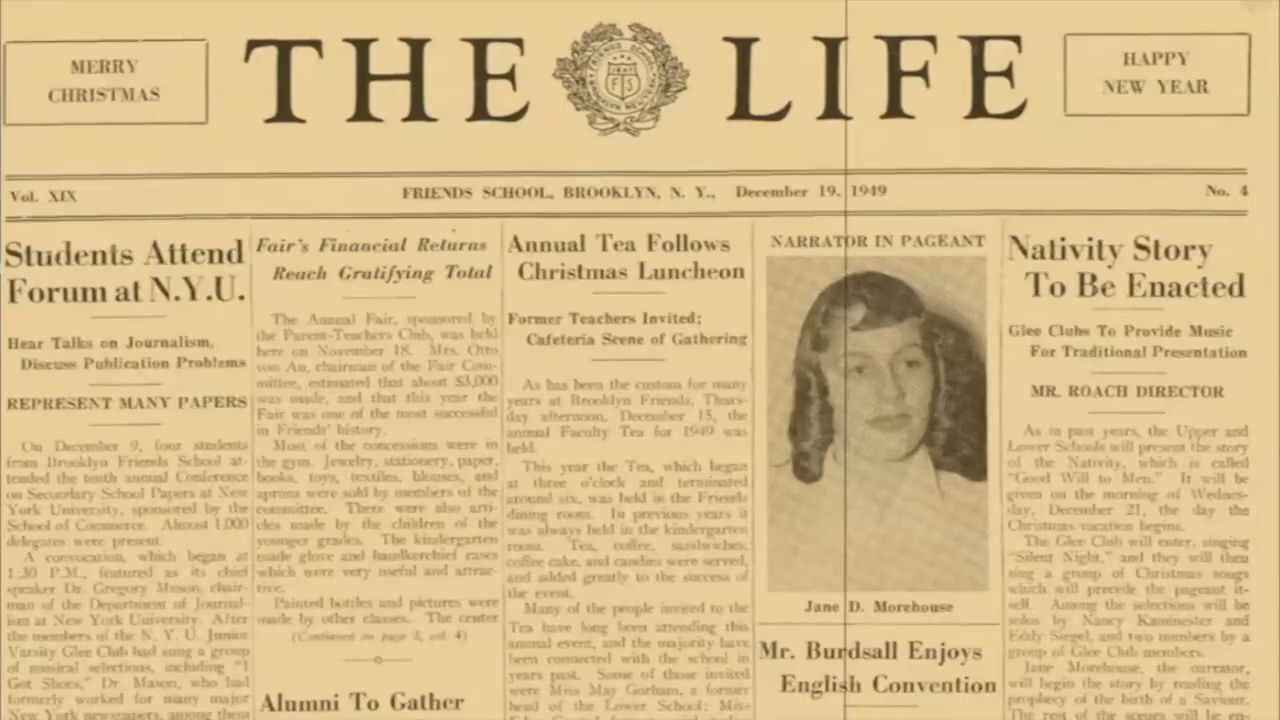 MERRY
CHRISTMAS
THE LIFE
HAPPY
NEW YEAR
Vol. XIX
FRIENDS SCHOOL, BROOKLYN, N. Y., December 19, 1949
No. 4
Students Attend
Forum at N.Y.U.
Hear Talks on Journalism,
Discuss Publication Problems
REPRESENT MANY PAPERS
On December 9, four students
from Brooklyn Friends School at-
tended the tenth annual Conference
on Secondary School Papers at New
York University, sponsored by the
School of Commerce. Almost 1,000
delegates were present.
A convocation, which began at
1:30 P.M., featured as its chief
speaker Dr. Gregory Mason, chair-
man of the Department of Journal-
ism at New York University. After
the members of the N. Y. U. Junior
Varsity Glee Club had sung a group
of musical selections, including "I
Got Shoes," Dr. Mason, who had
formerly worked for many major
New York newspapers, among these
Fair's Financial Returns
Reach Gratifying Total
The Annual Fair, sponsored by
the Parent-Teachers Club, was held
here on November 18. Mrs. Otto
von Au, chairman of the Fair Com-
mittee, estimated that about $3,000
was made, and that this year the
Fair was one of the most successful
in Friends' history.
Most of the concessions were in
the gym. Jewelry, stationery, paper,
books, toys, textiles, blouses, and
aprons were sold by members of the
committee. There were also arti-
cles made by the children of the
younger grades. The kindergarten
made glove and handkerchief cases
which were very useful and attrac-
tive.
Painted bottles and pictures were
made by other classes. The center
(Continued on page 3, col. 4)
Alumni To Gather
Annual Tea Follows
Christmas Luncheon
Former Teachers Invited;
Cafeteria Scene of Gathering
As has been the custom for many
years at Brooklyn Friends, Thurs-
day afternoon, December 15, the
annual Faculty Tea for 1949 was
held.
This year the Tea, which began
at three o'clock and terminated
around six, was held in the Friends
dining room. In previous years it
was always held in the kindergarten
room. Tea, coffee, sandwiches,
coffee cake, and candies were served,
and added greatly to the success of
the event.
Many of the people invited to the
Tea have long been attending this
annual event, and the majority have
been connected with the school in
years past. Some of those invited
were Miss May Gorham, a former
head of the Lower School; Miss
NARRATOR IN PAGEANT
Jane D. Morehouse
Mr. Burdsall Enjoys
English Convention
Nativity Story
To Be Enacted
Glee Clubs To Provide Music
For Traditional Presentation
MR. ROACH DIRECTOR
As in past years, the Upper and
Lower Schools will present the story
of the Nativity, which is called
"Good Will to Men." It will be
given on the morning of Wednes-
day, December 21, the day the
Christmas vacation begins.
The Glee Club will enter, singing
"Silent Night," and they will then
sing a group of Christmas songs
which will precede the pageant it-
self. Among the selections will be
solos by Nancy Kaminester and
Eddy Siegel, and two numbers by a
group of Glee Club members.
Jane Morehouse, the narrator,
will begin the story by reading the
prophecy of the birth of a Saviour.
The rest of the scenes will be en-